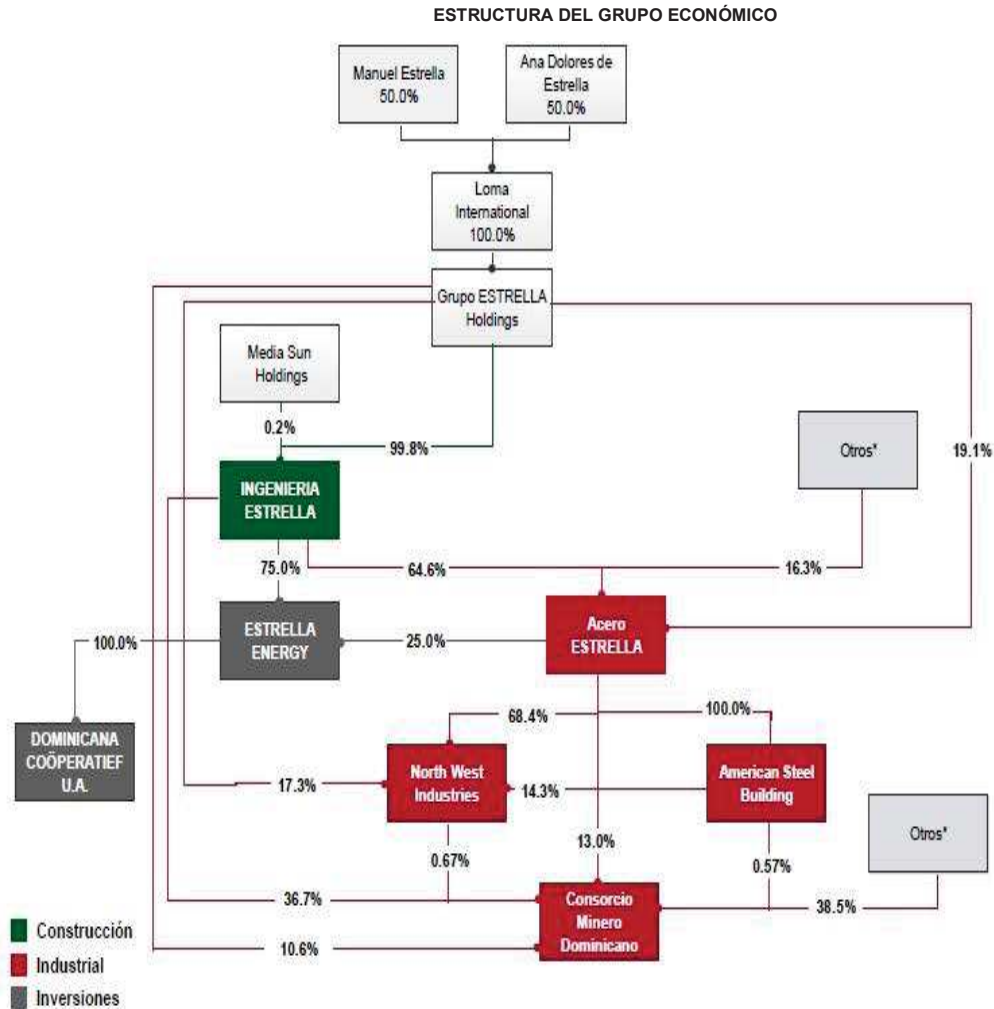 ESTRUCTURA DEL GRUPO ECONÓMICO
Manuel Estrella
50.0%
Ana Dolores de
Estrella
50.0%
Loma
International
100.0%
Grupo ESTRELLA
Holdings
Media Sun
Holdings
0.2%
99.8%
Otros*
19.1%
INGENIERIA
ESTRELLA
75.0%
64.6%
16.3%
ESTRELLA
ENERGY
Acero
ESTRELLA
100.0%
25.0%
68.4%
100.0%
DOMINICANA
COÖPERATIEF
U.A.
North West
Industries
American Steel
Building
17.3%
14.3%
Otros*
0.67%
13.0%
0.57%
36.7%
Consorcio
Minero
Dominicano
38.5%
10.6%
Construcción
Industrial
Inversiones